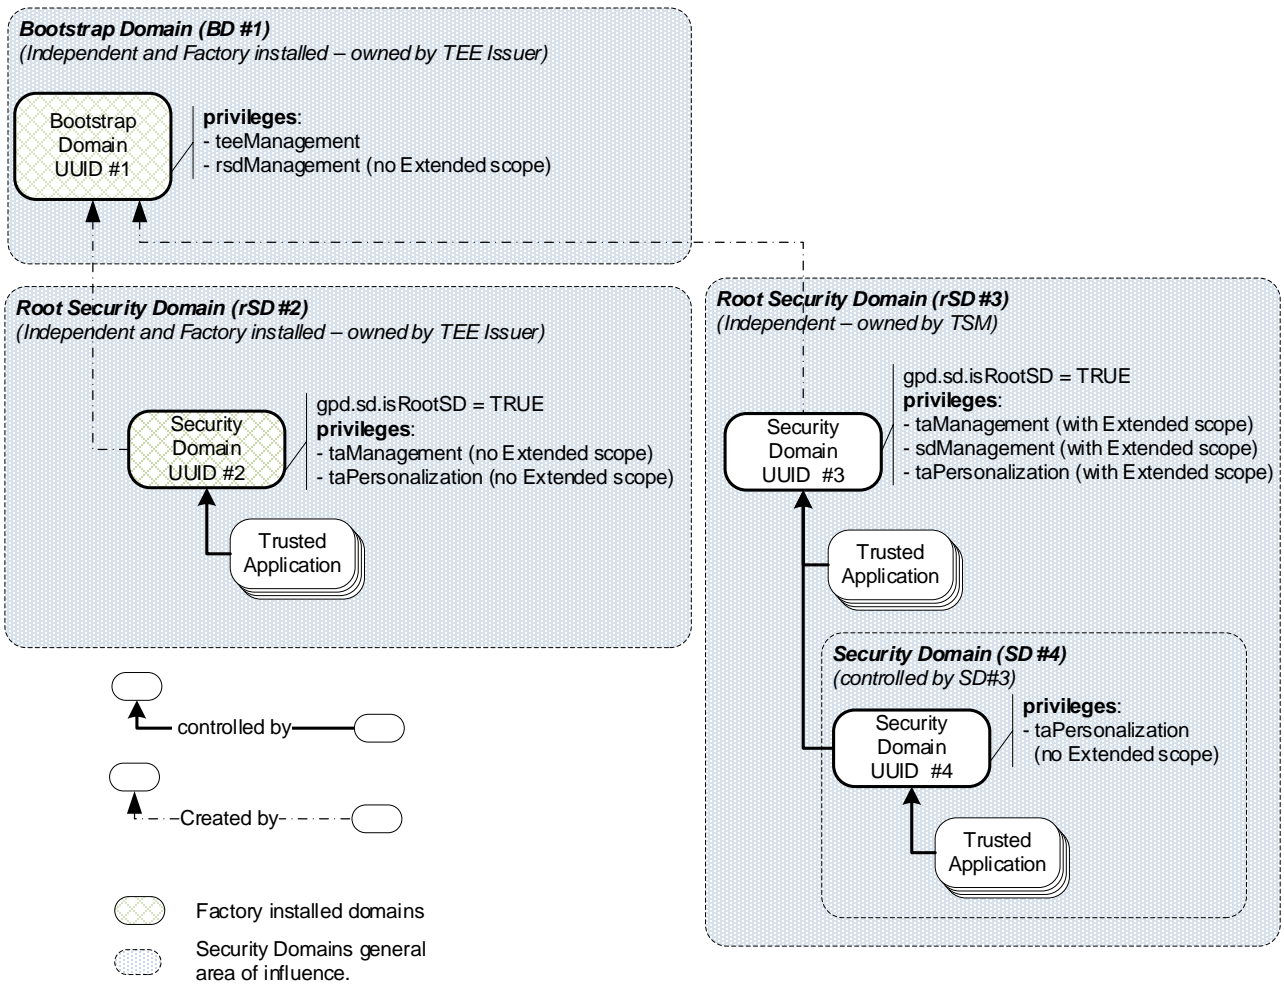 Bootstrap Domain (BD #1)
(Independent and Factory installed – owned by TEE Issuer)
Bootstrap
Domain
UUID #1
privileges:
- teeManagement
- rsdManagement (no Extended scope)
Root Security Domain (rSD #2)
(Independent and Factory installed – owned by TEE Issuer)
Security
Domain
UUID #2
gpd.sd.isRootSD = TRUE
privileges:
- taManagement (no Extended scope)
- taPersonalization (no Extended scope)
Trusted
Application
Root Security Domain (rSD #3)
(Independent – owned by TSM)
Security
Domain
UUID #3
gpd.sd.isRootSD = TRUE
privileges:
- taManagement (with Extended scope)
- sdManagement (with Extended scope)
- taPersonalization (with Extended scope)
Trusted
Application
Security Domain (SD #4)
(controlled by SD#3)
Security
Domain
UUID #4
privileges:
- taPersonalization
(no Extended scope)
Trusted
Application
controlled by
Created by
Factory installed domains
Security Domains general
area of influence.